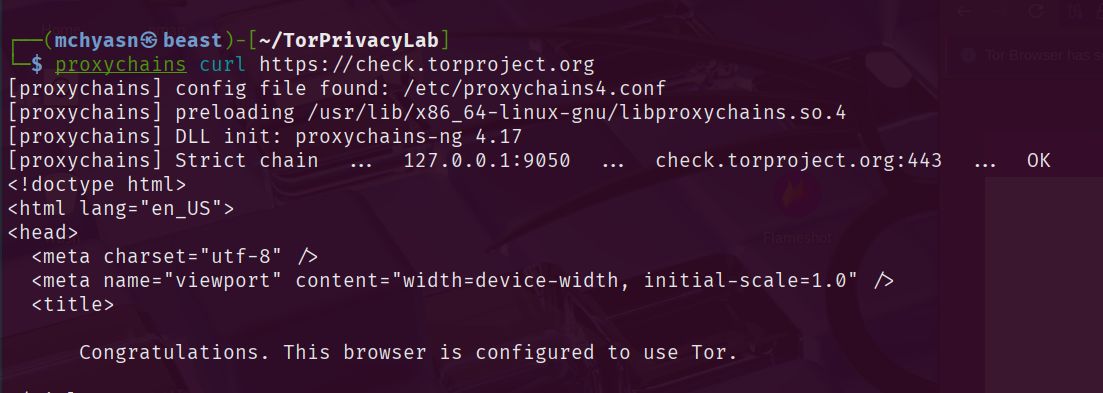 ┌──(mchyasn㉿beast)-[~/TorPrivacyLab]
└─$ proxychains curl https://check.torproject.org
[proxychains] config file found: /etc/proxychains4.conf
[proxychains] preloading /usr/lib/x86_64-linux-gnu/libproxychains.so.4
[proxychains] DLL init: proxychains-ng 4.17
[proxychains] Strict chain  ...  127.0.0.1:9050  ...  check.torproject.org:443  ...  OK
<!doctype html>
<html lang="en_US">
<head>
  <meta charset="utf-8" />
  <meta name="viewport" content="width=device-width, initial-scale=1.0" />
  <title>
      Congratulations. This browser is configured to use Tor.
Tor Browser has s
Flameshot